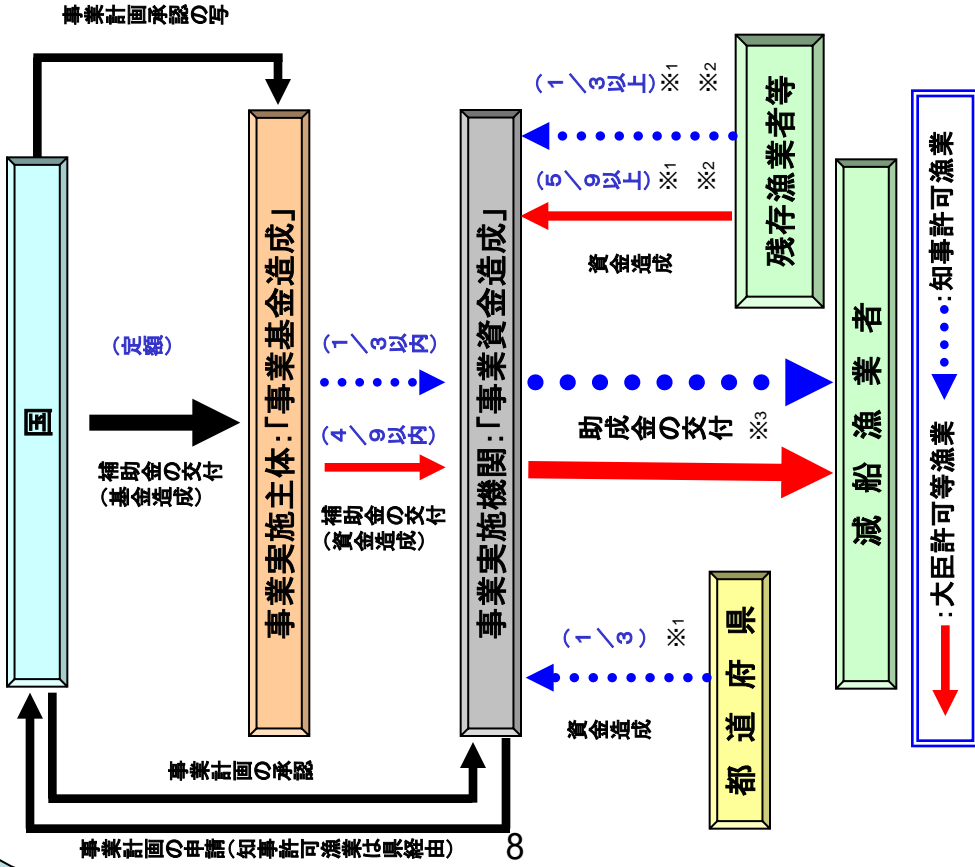 国
事業計画承認の写
(定額)
補助金の交付
(基金造成)
事業実施主体:「事業基金造成」
(1/3以内)
(4/9以内)
補助金の交付
(資金造成)
事業実施機関:「事業資金造成」
事業計画の承認
事業計画の申請(知事許可漁業は県経由)
(1/3以上)※1 ※2
(5/9以上)※1 ※2
資金造成
残存漁業者等
助成金の交付 ※3
減船漁業者
(1/3) ※1
資金造成
都道府県
:大臣許可等漁業 :知事許可漁業
8